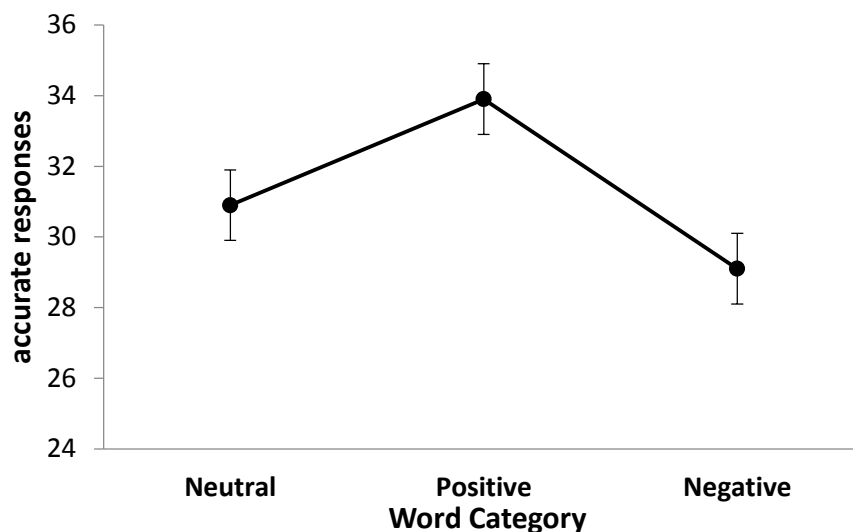 accurate responses
36
34
32
30
28
26
24
Neutral Positive Negative
Word Category